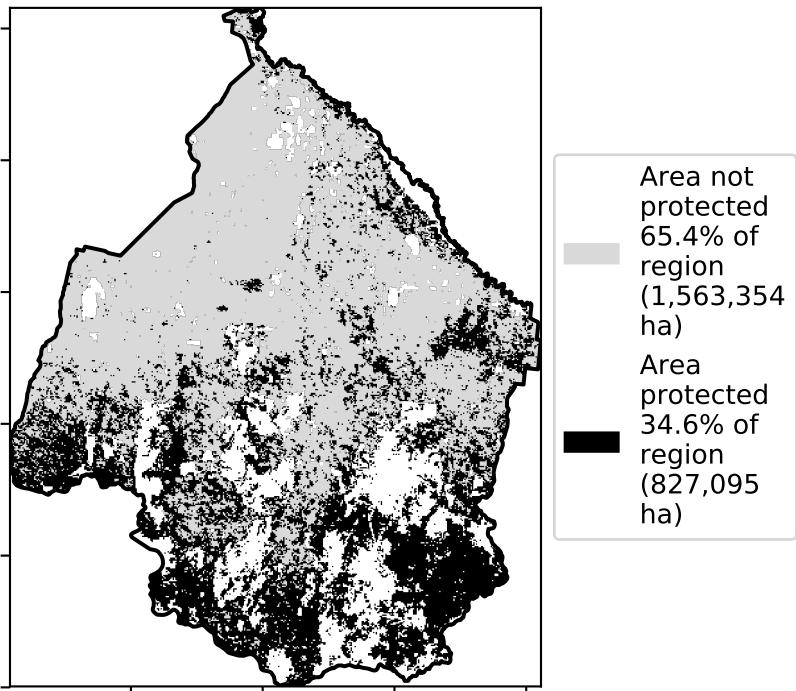 Area not
protected
65.4% of
region
(1,563,354
ha)
Area
protected
34.6% of
region
(827,095
ha)